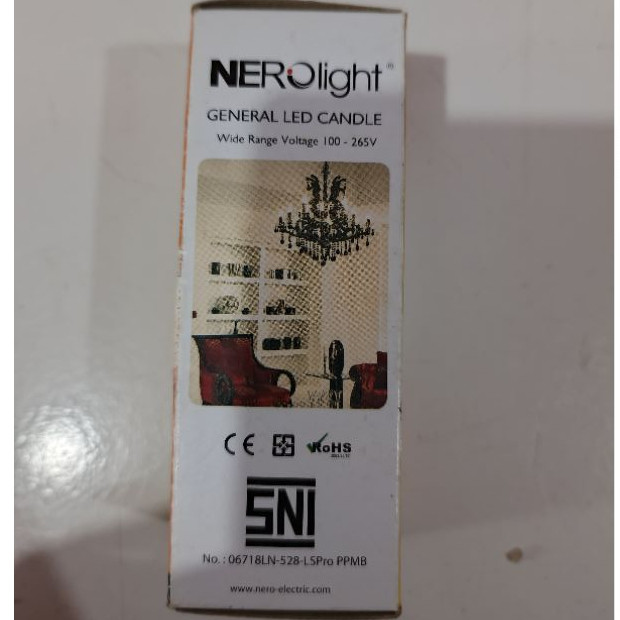 NEROlight®
GENERAL LED CANDLE
Wide Range Voltage 100 - 265V
CE
RoHS
SNI
No. : 06718LN-528-LSPro PPMB
www.nero-electric.com